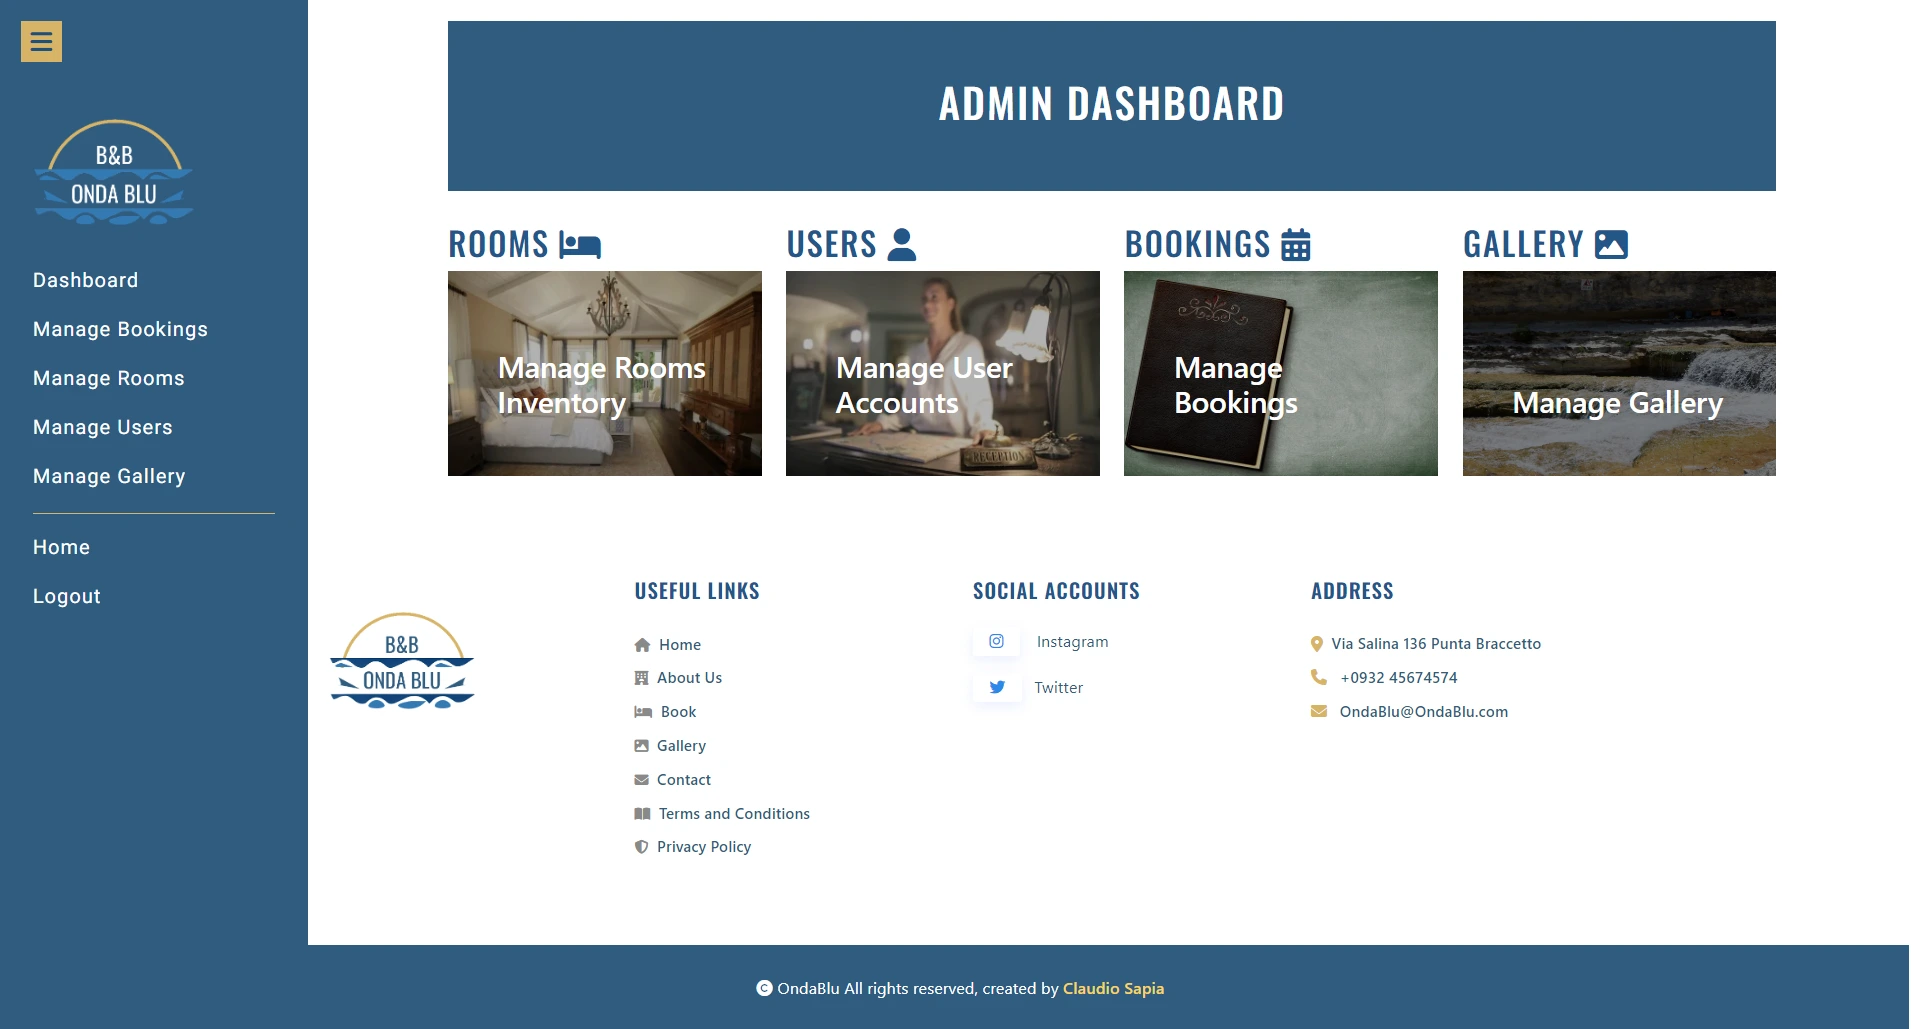 B&B
ONDA BLU
Dashboard
Manage Bookings
Manage Rooms
Manage Users
Manage Gallery
Home
Logout
ADMIN DASHBOARD
ROOMS
Manage Rooms
Inventory
USERS
Manage User
Accounts
RECEPTION
BOOKINGS
Manage
Bookings
GALLERY
Manage Gallery
B&B
ONDA BLU
USEFUL LINKS
Home
About Us
Book
Gallery
Contact
Terms and Conditions
Privacy Policy
SOCIAL ACCOUNTS
Instagram
Twitter
ADDRESS
Via Salina 136 Punta Braccetto
+0932 45674574
OndaBlu@OndaBlu.com
© OndaBlu All rights reserved, created by Claudio Sapia